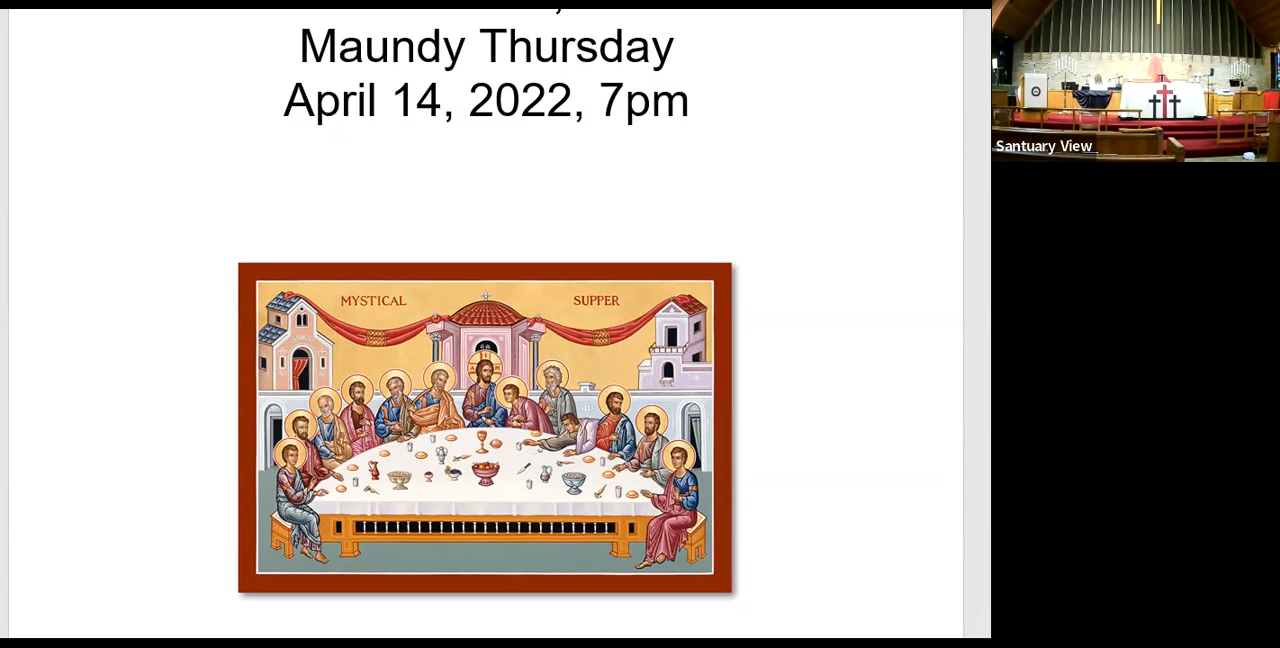 Maundy Thursday
April 14, 2022, 7pm
MYSTICAL SUPPER
Santuary View